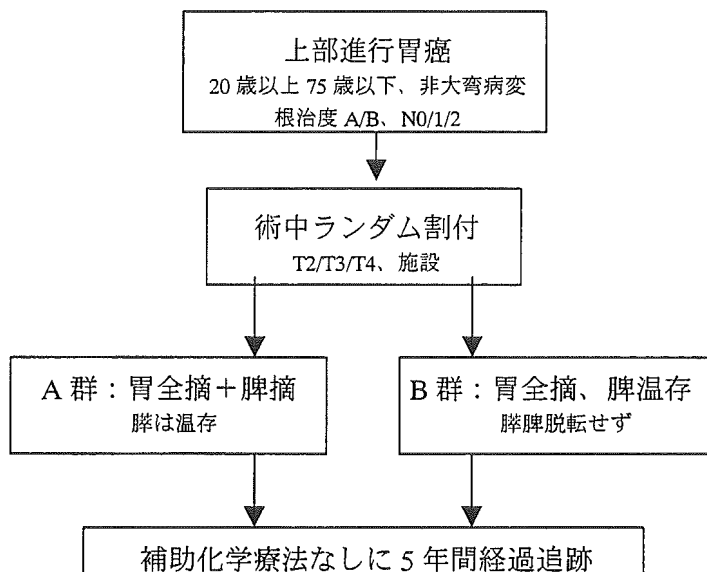 上部進行胃癌
20 歳以上 75 歳以下、非大弯病変
根治度 A/B、N0/1/2
術中ランダム割付
T2/T3/T4、施設
A 群：胃全摘＋脾摘
膵は温存
B 群：胃全摘、脾温存
膵脾脱転せず
補助化学療法なしに 5 年間経過追跡